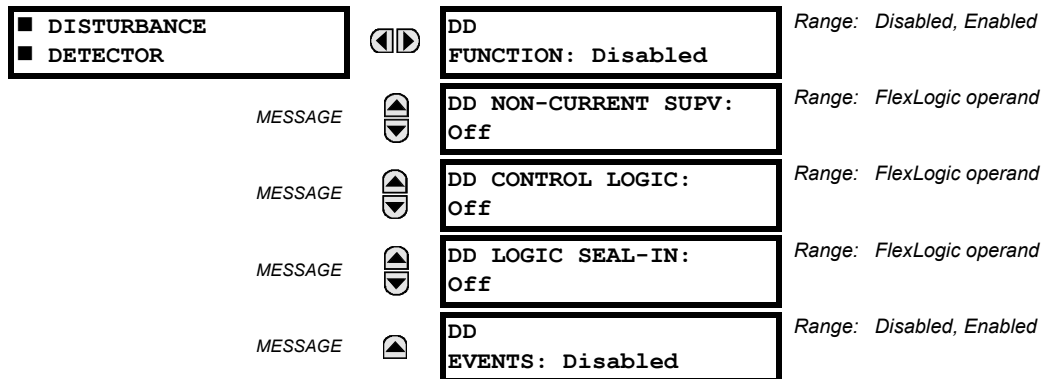 ■ DISTURBANCE
■ DETECTOR
DD
FUNCTION: Disabled
Range: Disabled, Enabled
MESSAGE
DD NON-CURRENT SUPV:
Off
Range: FlexLogic operand
MESSAGE
DD CONTROL LOGIC:
Off
Range: FlexLogic operand
MESSAGE
DD LOGIC SEAL-IN:
Off
Range: FlexLogic operand
MESSAGE
DD
EVENTS: Disabled
Range: Disabled, Enabled